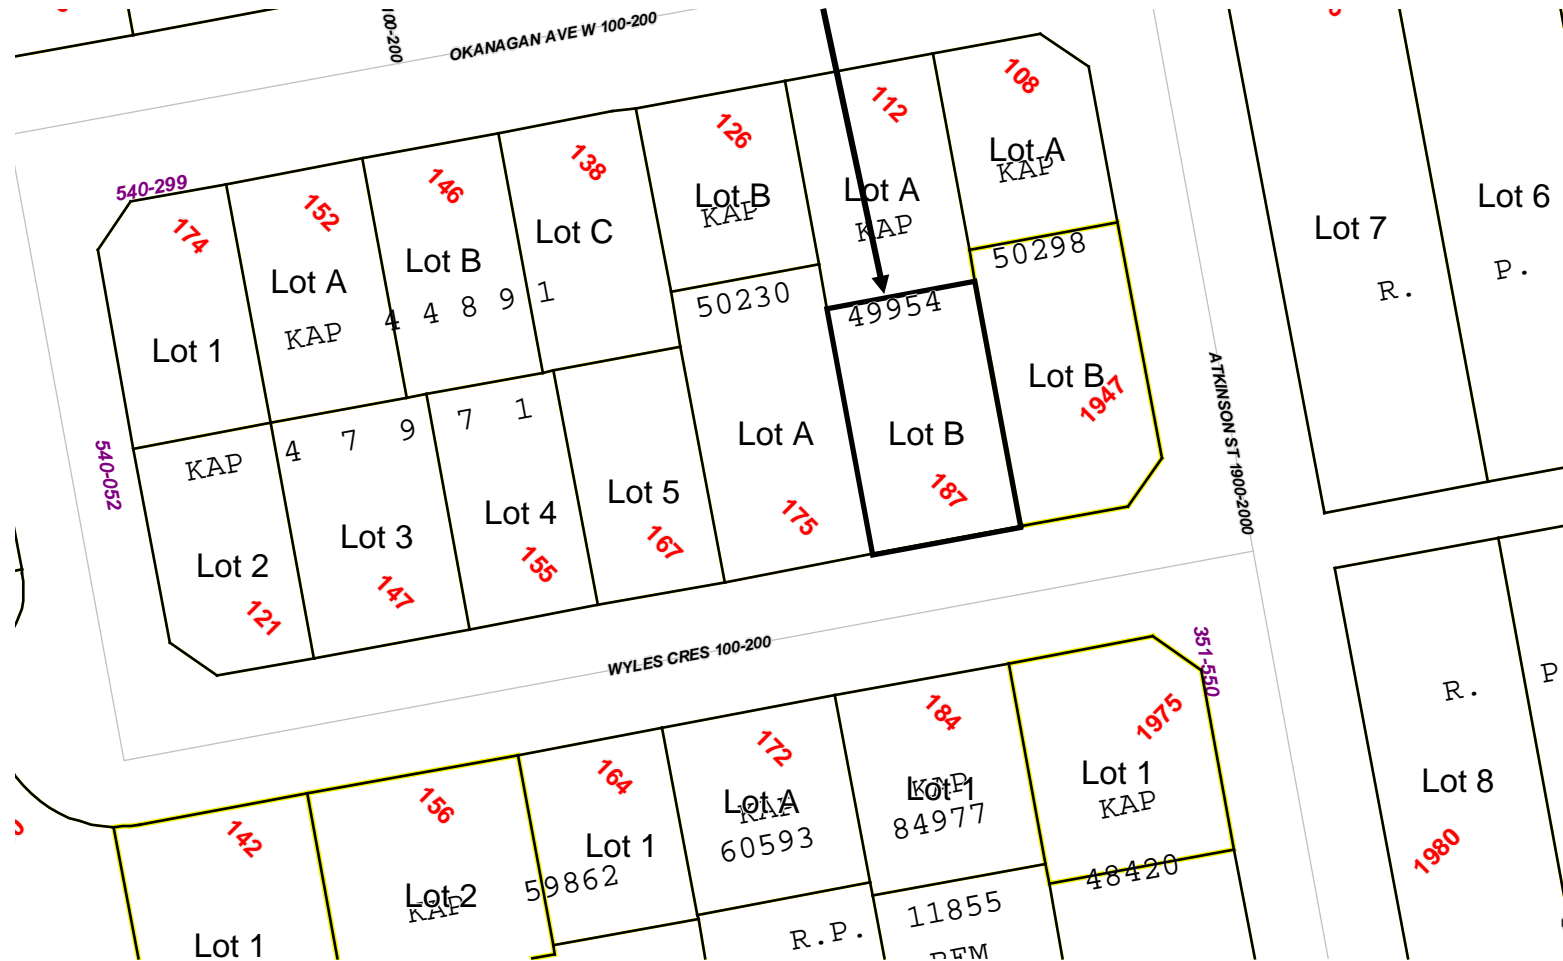 100-200
OKANAGAN AVE W 100-200
540-299
174
152
146
138
126
112
108
Lot 1
Lot A
Lot B
Lot C
Lot B
KAP
Lot A
KAP
Lot A
KAP
KAP
4 4 8 9 1
50230
49954
50298
Lot 7
Lot 6
R.
P.
540-052
KAP
4 7 9 7 1
Lot 2
121
Lot 3
147
Lot 4
155
Lot 5
167
Lot A
175
Lot B
187
Lot B
1947
ATKINSON ST 1900-2000
WYLES CRES 100-200
351-550
142
Lot 1
156
Lot 2
KAP
164
Lot 1
59862
172
Lot A
KAP
60593
184
Lot 1
KAP
84977
1975
Lot 1
KAP
48420
R.P.
11855
R.
P
Lot 8
1980